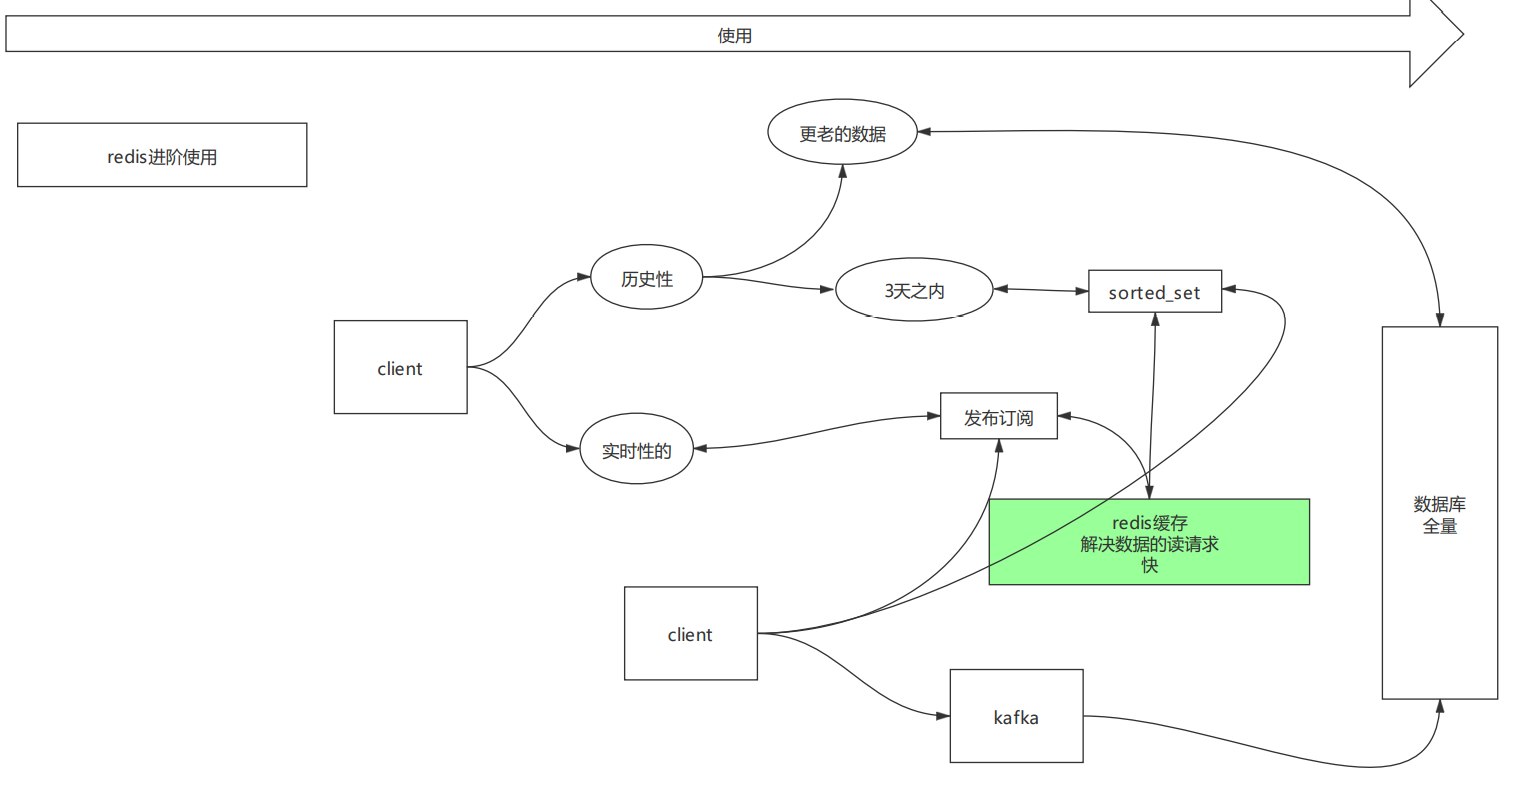 使用
redis进阶使用
更老的数据
历史性
3天之内
sorted_set
client
发布订阅
实时性的
redis缓存
解决数据的读请求
快
数据库
全量
client
kafka